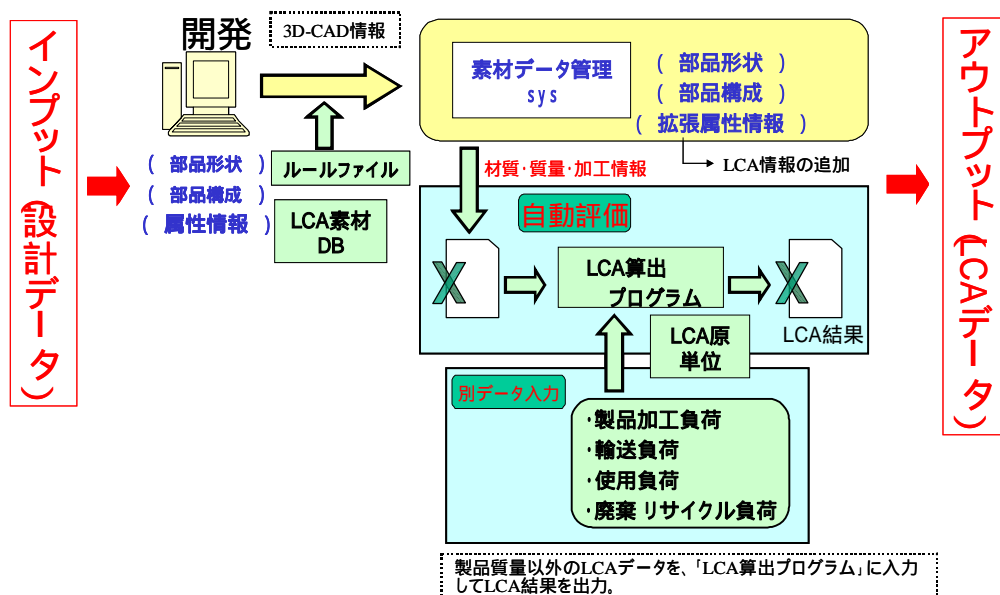 インプット(設計データ)
開発
3D-CAD情報
( 部品形状 )
( 部品構成 )
( 属性情報 )
ルールファイル
LCA素材
DB
素材データ管理
sys
( 部品形状 )
( 部品構成 )
( 拡張属性情報 )
LCA情報の追加
材質・質量・加工情報
自動評価
X
LCA算出
プログラム
X
LCA結果
LCA原
単位
別データ入力
・製品加工負荷
・輸送負荷
・使用負荷
・廃棄 リサイクル負荷
製品質量以外のLCAデータを、「LCA算出プログラム」に入力
してLCA結果を出力。
アウトプット(LCAデータ)